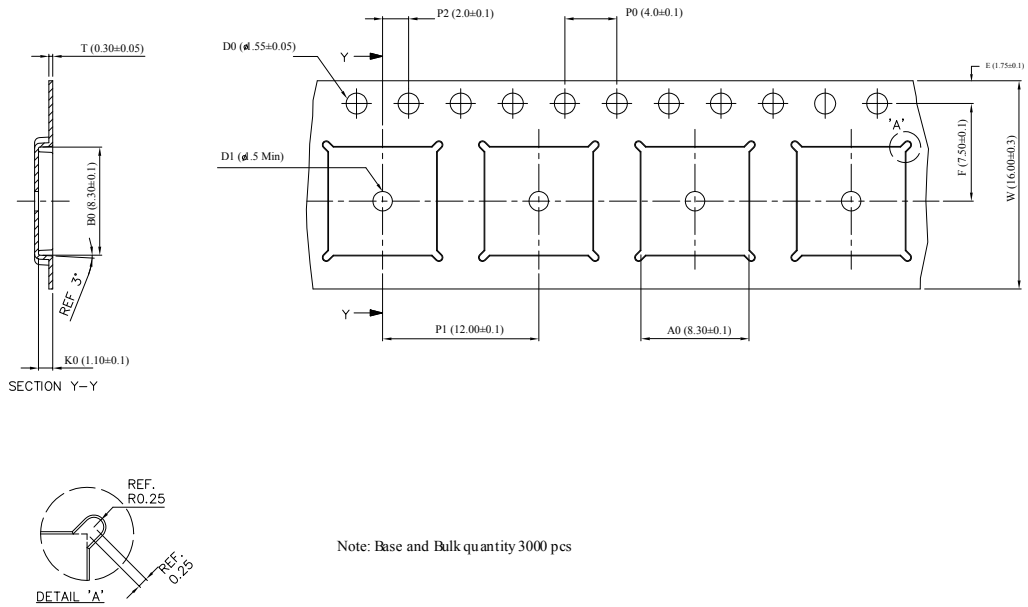 P2 (2.0±0.1)
P0 (4.0±0.1)
T (0.30±0.05)
D0 (ø1.55±0.05)
Y
E (1.75±0.1)
'A'
D1 (ø1.5 Min)
B0 (8.30±0.1)
F (7.50±0.1)
W (16.00±0.3)
REF 3°
Y
P1 (12.00±0.1)
A0 (8.30±0.1)
K0 (1.10±0.1)
SECTION Y-Y
REF.
R0.25
REF.
0.25
Note: Base and Bulk quantity 3000 pcs
DETAIL 'A'